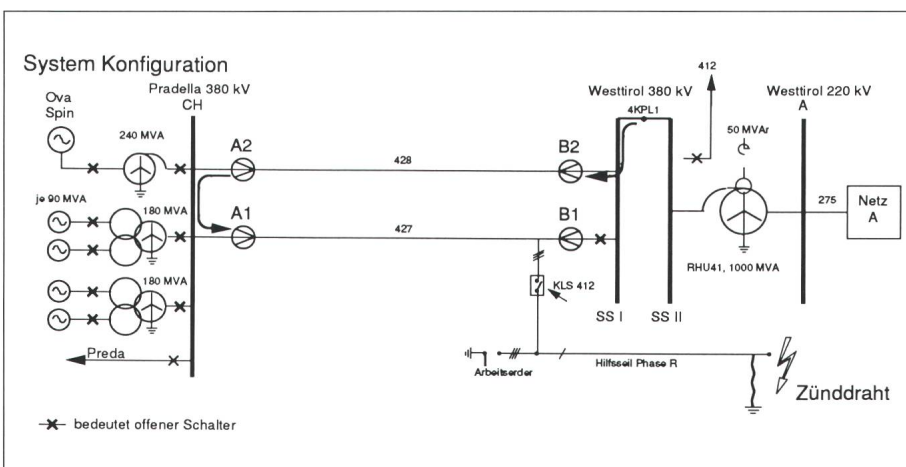 System Konfiguration
Ova
Spin
Pradella 380 kV
CH
240 MVA
je 90 MVA
180 MVA
180 MVA
Preda
A2
A1
428
427
B2
B1
Westtirol 380 kV
4KPL1
412
Westtirol 220 kV
A
50 MVAr
275
Netz
A
RHU41, 1000 MVA
KLS 412
SS I
SS II
Arbeitserder
Hilfsseil Phase R
Zünddraht
bedeutet offener Schalter